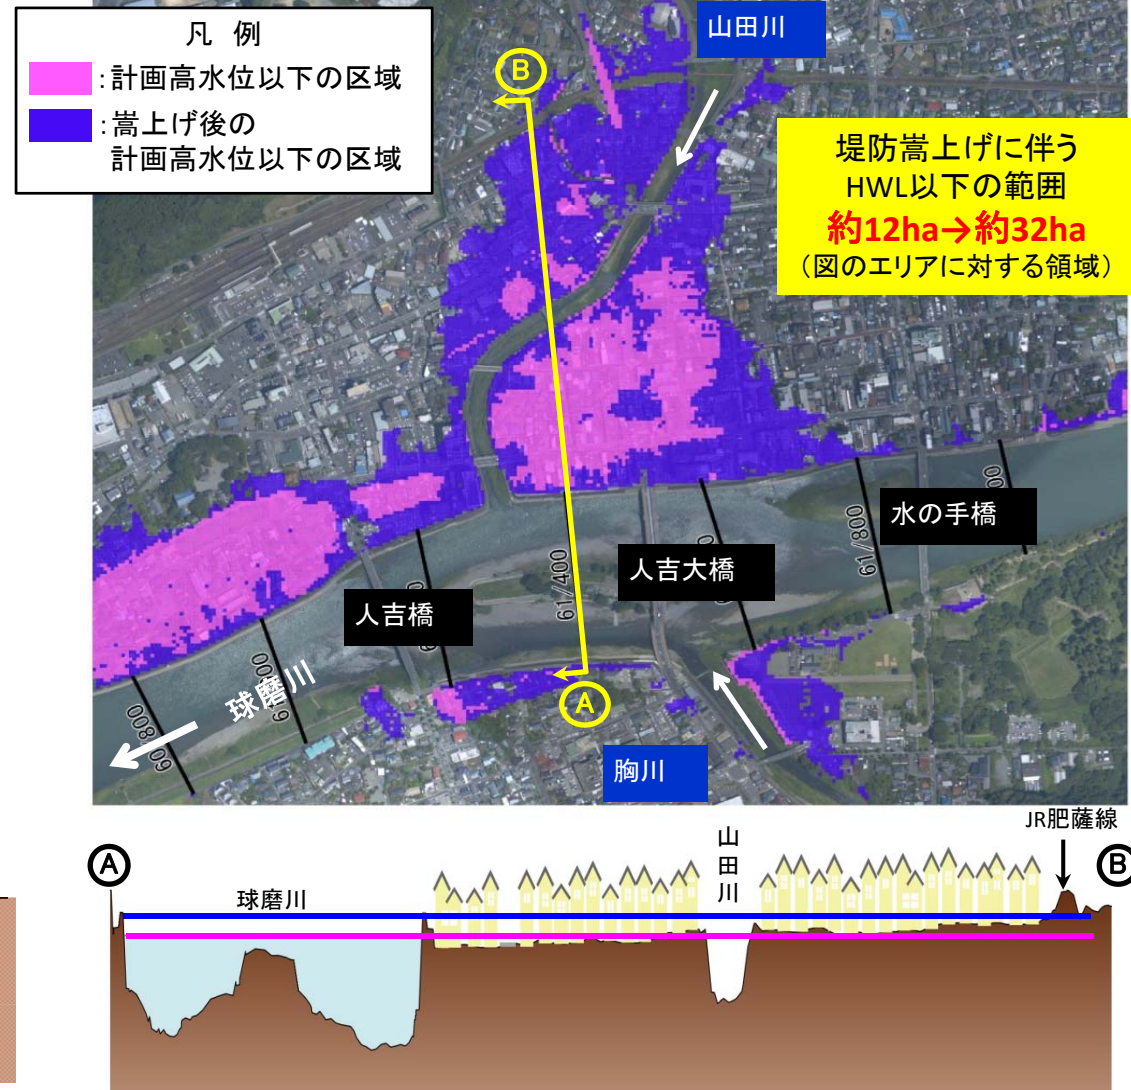 凡 例
：計画高水位以下の区域
：嵩上げ後の
計画高水位以下の区域
山田川
B
堤防嵩上げに伴う
HWL以下の範囲
約12ha→約32ha
（図のエリアに対する領域）
水の手橋
人吉大橋
人吉橋
61/800
61/400
球磨川
60/800
A
胸川
JR肥薩線
A
球磨川
山田川
B